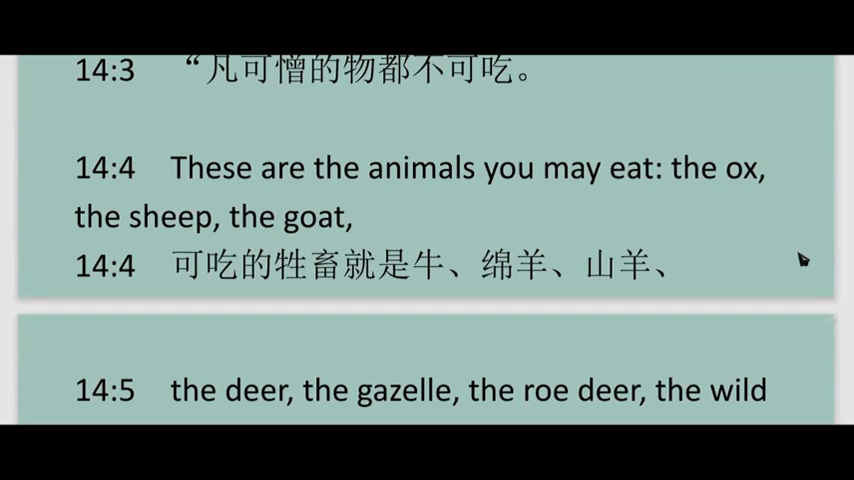 14:3 “凡可憎的物都不可吃。
14:4 These are the animals you may eat: the ox,
the sheep, the goat,
14:4 可吃的牲畜就是牛、绵羊、山羊、
14:5 the deer, the gazelle, the roe deer, the wild